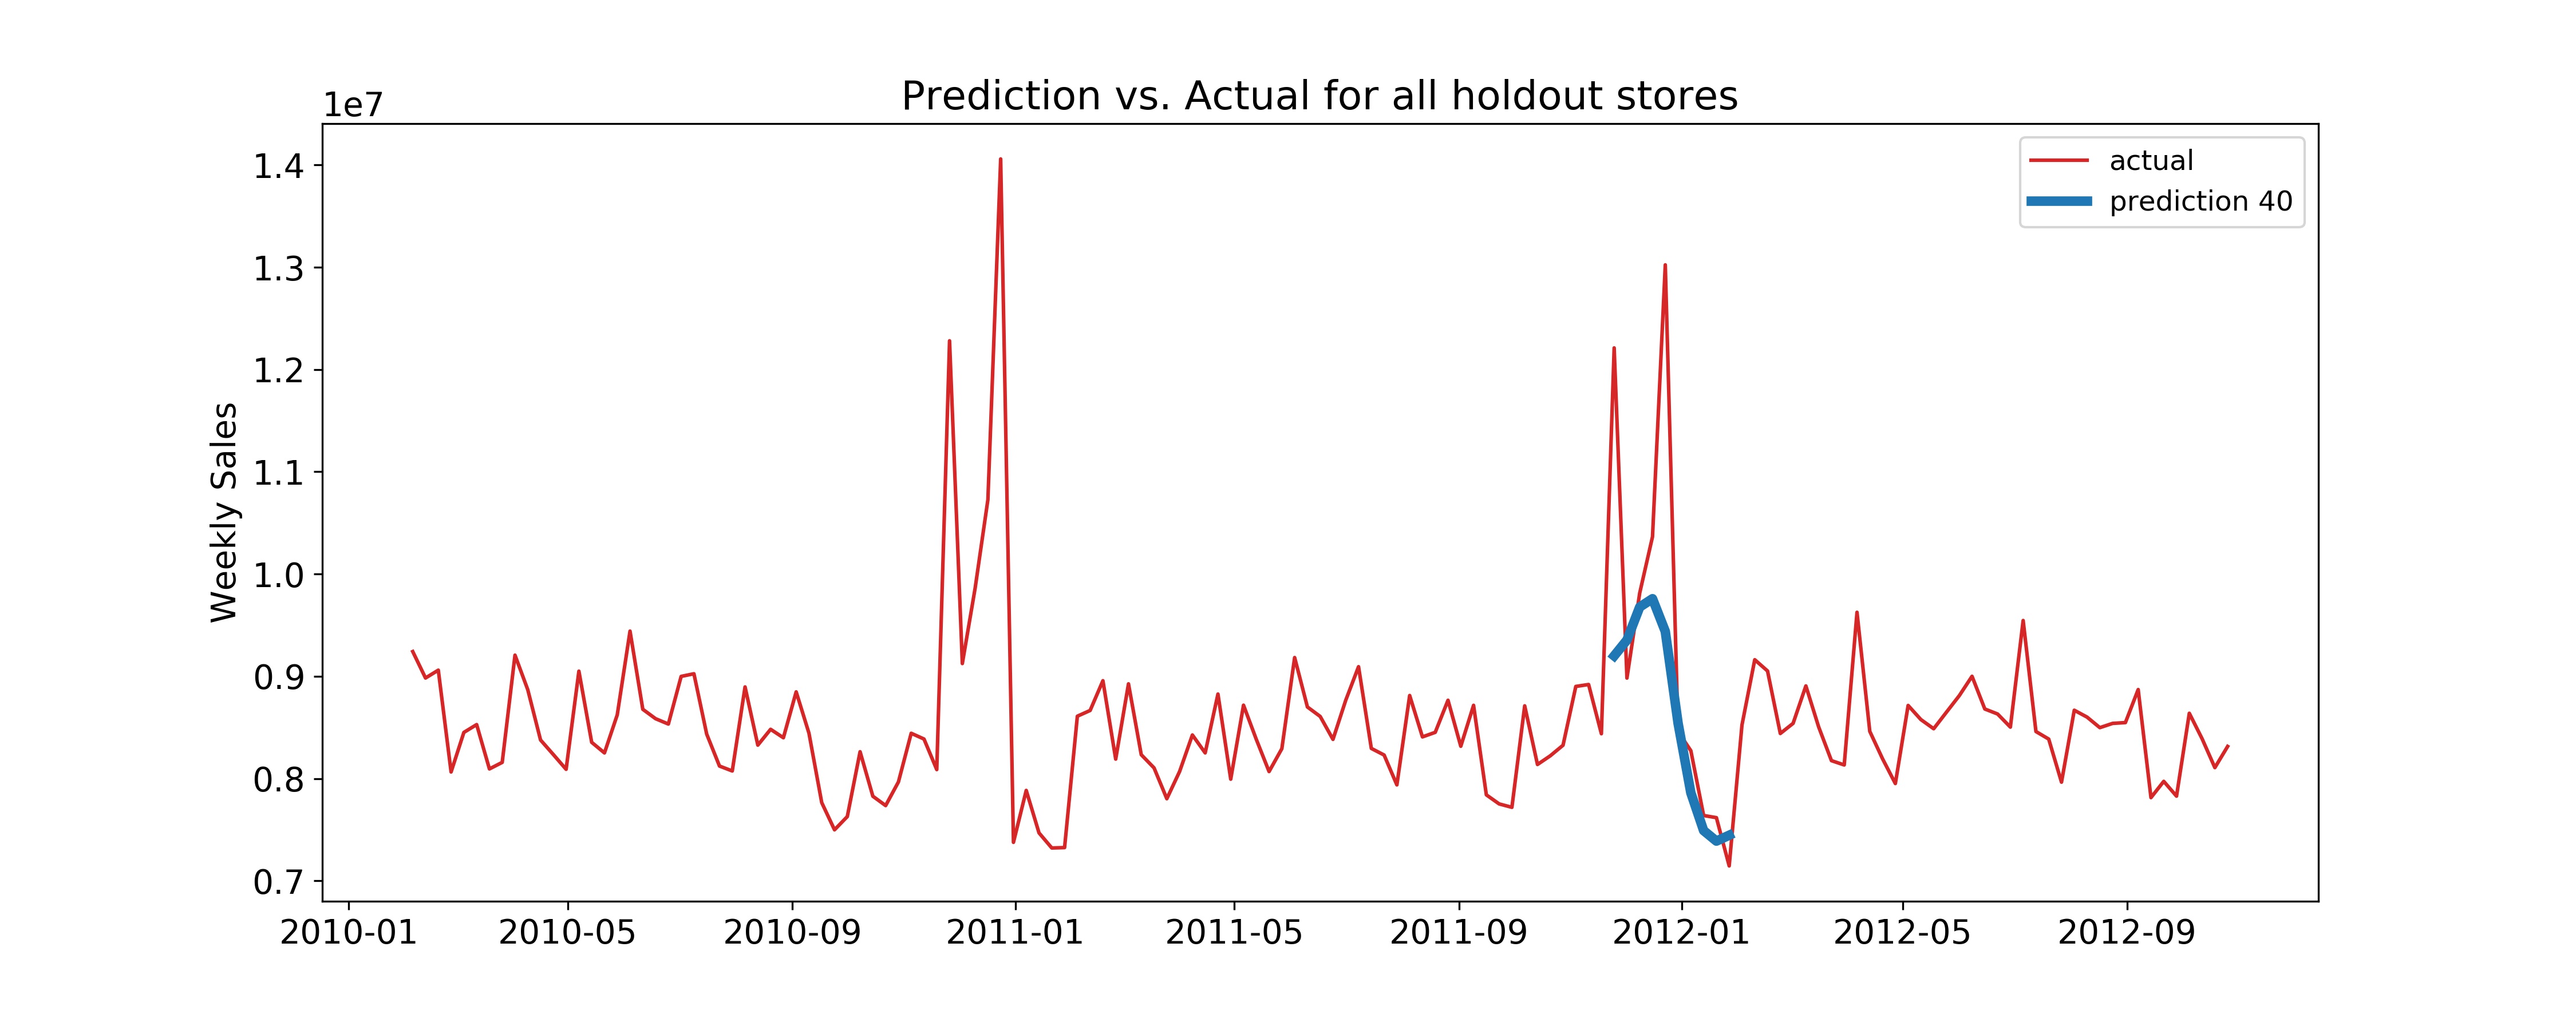 Prediction vs. Actual for all holdout stores
1e7
actual
prediction 40
1.4
1.3
1.2
1.1
1.0
0.9
0.8
0.7
Weekly Sales
2010-01 2010-05 2010-09 2011-01 2011-05 2011-09 2012-01 2012-05 2012-09